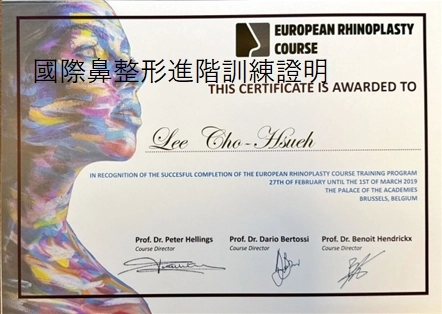 EUROPEAN RHINOPLASTY
COURSE
國際鼻整形進階訓練證明
THIS CERTIFICATE IS AWARDED TO
Lee Cho-Hsueh
IN RECOGNITION OF THE SUCCESFUL COMPLETION OF THE EUROPEAN RHINOPLASTY COURSE TRAINING PROGRAM
27TH OF FEBRUARY UNTIL THE 1ST OF MARCH 2019
THE PALACE OF THE ACADEMIES
BRUSSELS, BELGIUM
Prof. Dr. Peter Hellings
Course Director
Prof. Dr. Dario Bertossi
Course Director
Prof. Dr. Benoit Hendrickx
Course Director